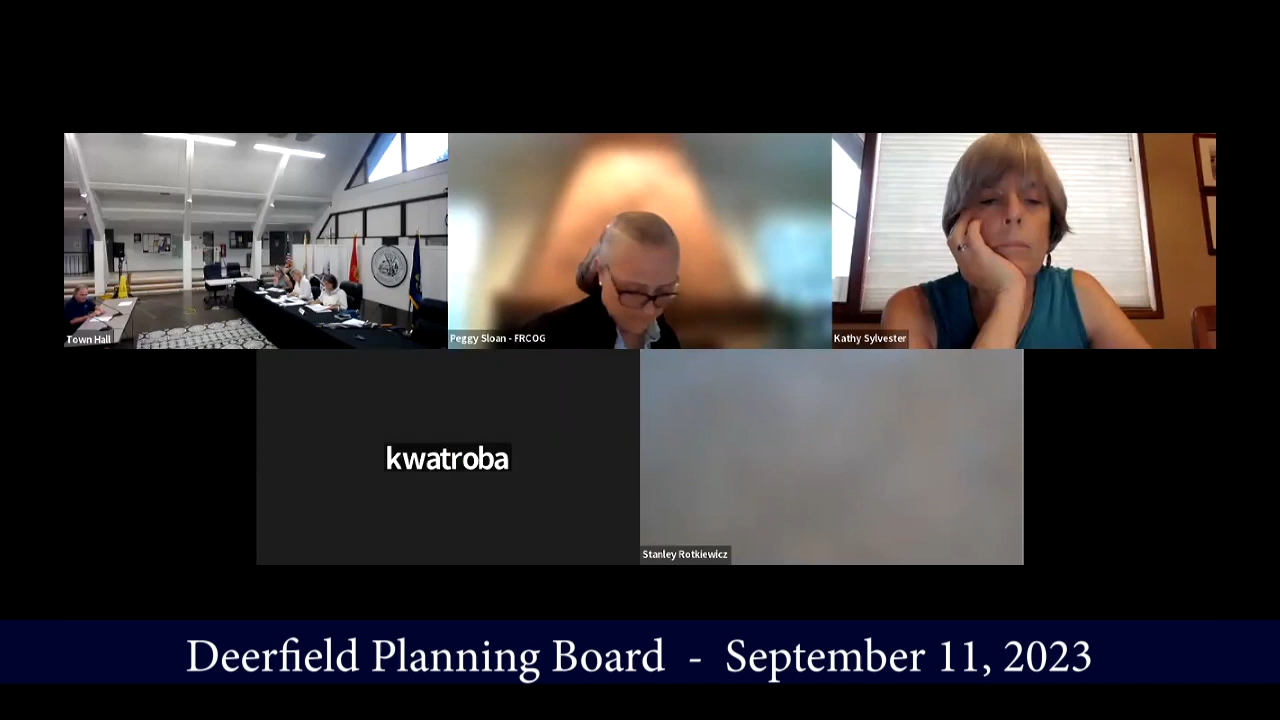 Town Hall
Peggy Sloan - FRCOG
Kathy Sylvester
kwatroba
Stanley Rotkiewicz
Deerfield Planning Board - September 11, 2023